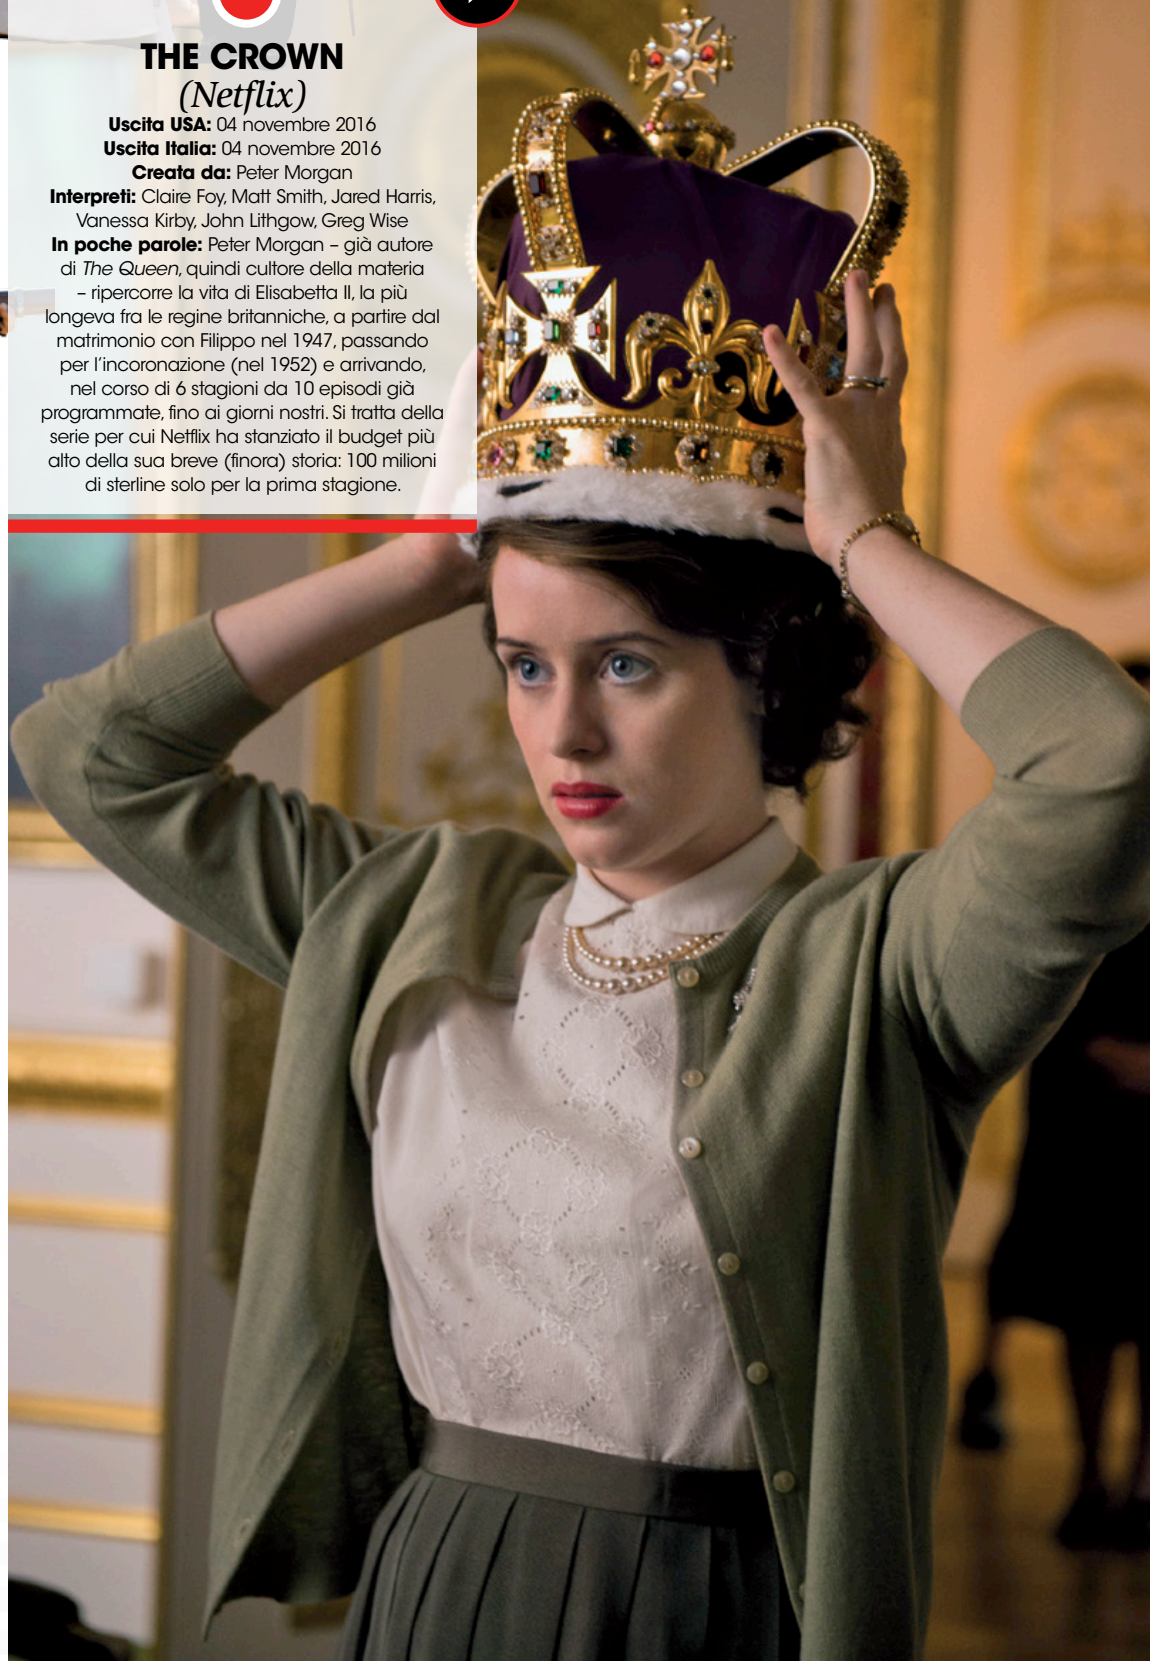 THE CROWN
(Netflix)
Uscita USA: 04 novembre 2016
Uscita Italia: 04 novembre 2016
Creata da: Peter Morgan
Interpreti: Claire Foy, Matt Smith, Jared Harris,
Vanessa Kirby, John Lithgow, Greg Wise
In poche parole: Peter Morgan – già autore
di The Queen, quindi cultore della materia
– ripercorre la vita di Elisabetta II, la più
longeva fra le regine britanniche, a partire dal
matrimonio con Filippo nel 1947, passando
per l'incoronazione (nel 1952) e arrivando,
nel corso di 6 stagioni da 10 episodi già
programmate, fino ai giorni nostri. Si tratta della
serie per cui Netflix ha stanziato il budget più
alto della sua breve (finora) storia: 100 milioni
di sterline solo per la prima stagione.